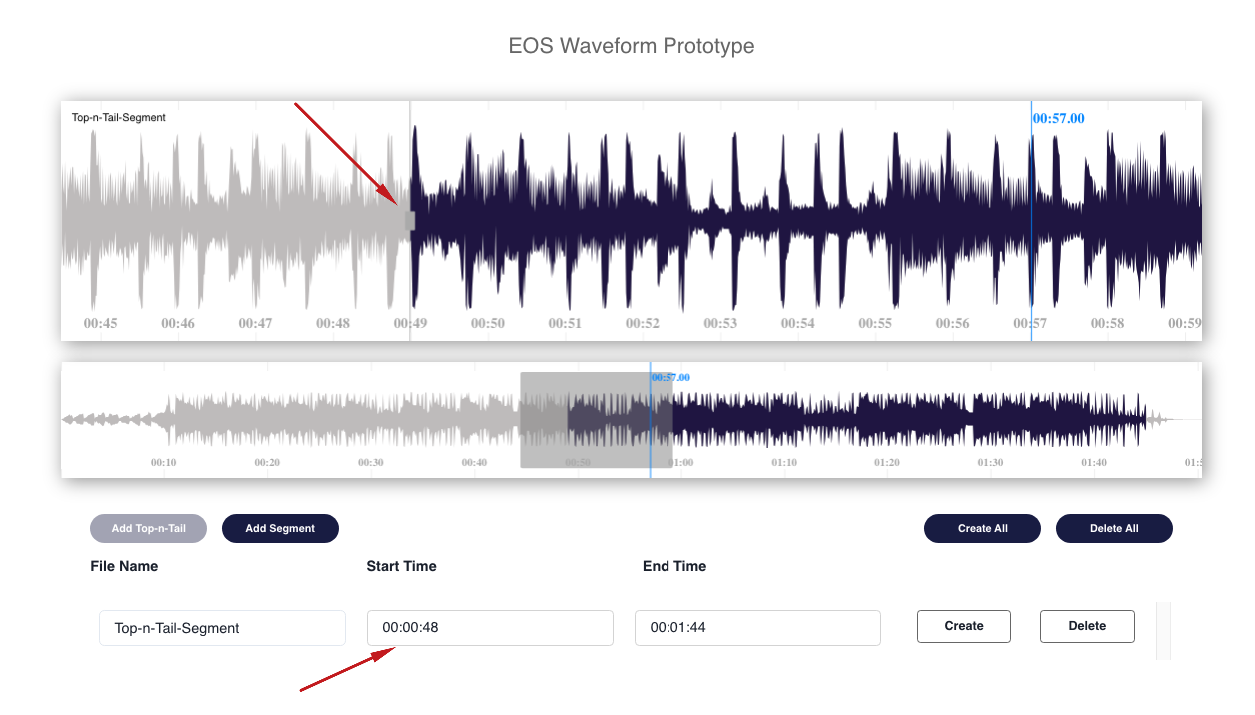 EOS Waveform Prototype
Top-n-Tail-Segment
00:57.00
00:45 00:46 00:47 00:48 00:49 00:50 00:51 00:52 00:53 00:54 00:55 00:56 00:57 00:58 00:59
00:57.00
00:10 00:20 00:30 00:40 00:50 01:00 01:10 01:20 01:30 01:40
Add Top-n-Tail Add Segment Create All Delete All
File Name Start Time End Time
Top-n-Tail-Segment 00:00:48 00:01:44 Create Delete